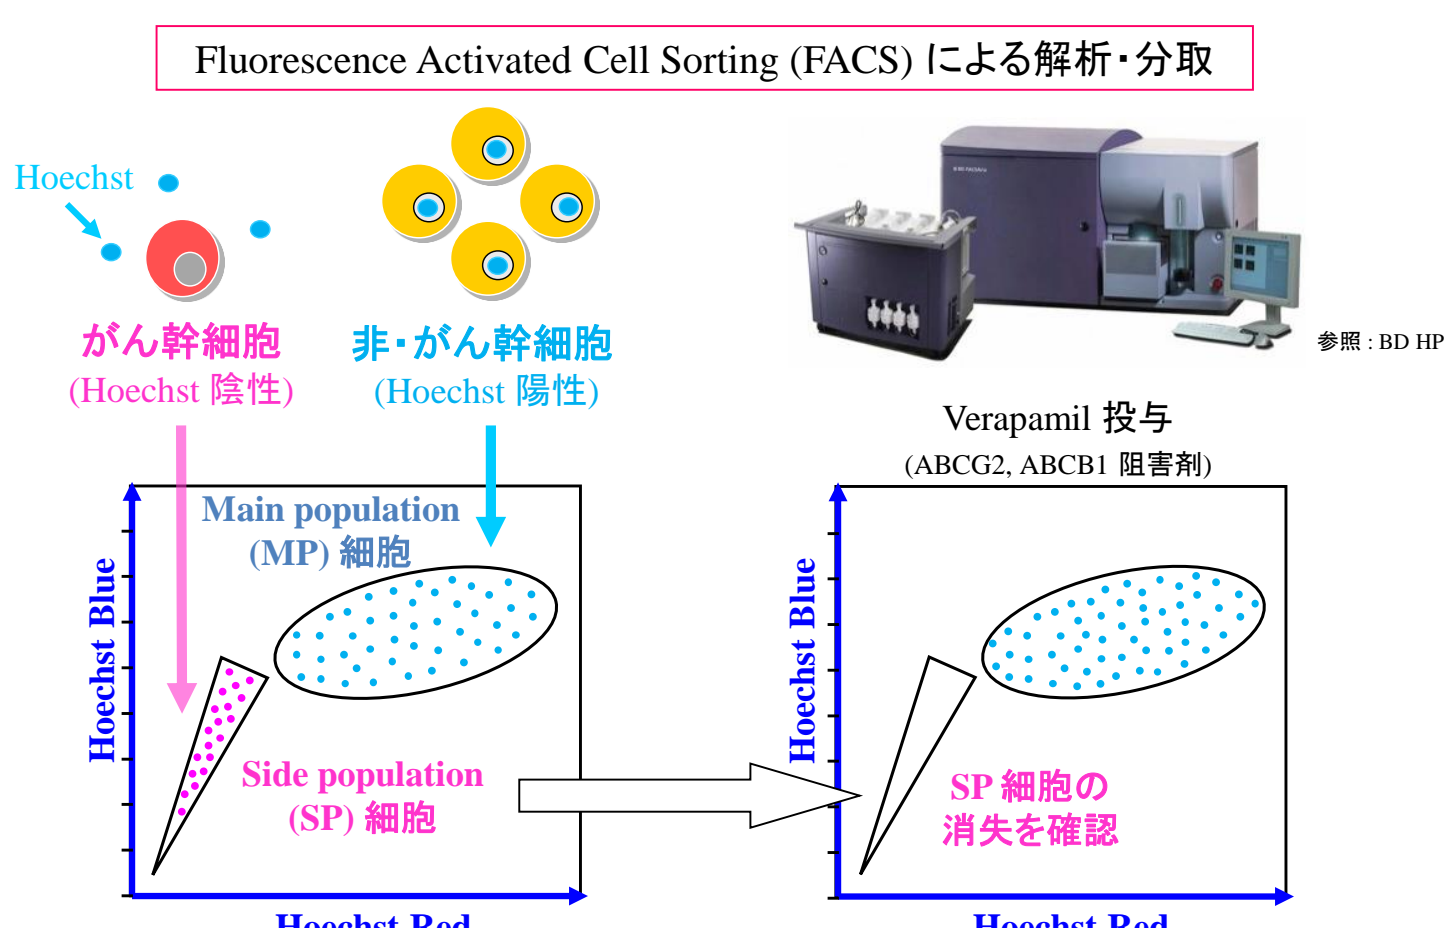 Fluorescence Activated Cell Sorting (FACS) による解析・分取
Hoechst
がん幹細胞
(Hoechst 陰性)
非・がん幹細胞
(Hoechst 陽性)
参照 : BD HP
Verapamil 投与
(ABCG2, ABCB1 阻害剤)
Main population
(MP) 細胞
Hoechst Blue
Side population
(SP) 細胞
Hoechst Red
Hoechst Blue
SP 細胞の
消失を確認
Hoechst Red